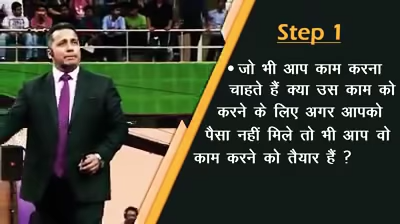 Step 1
• जो भी आप काम करना
चाहते हैं क्या उस काम को
करने के लिए अगर आपको
पैसा नहीं मिले तो भी आप वो
काम करने को तैयार हैं ?